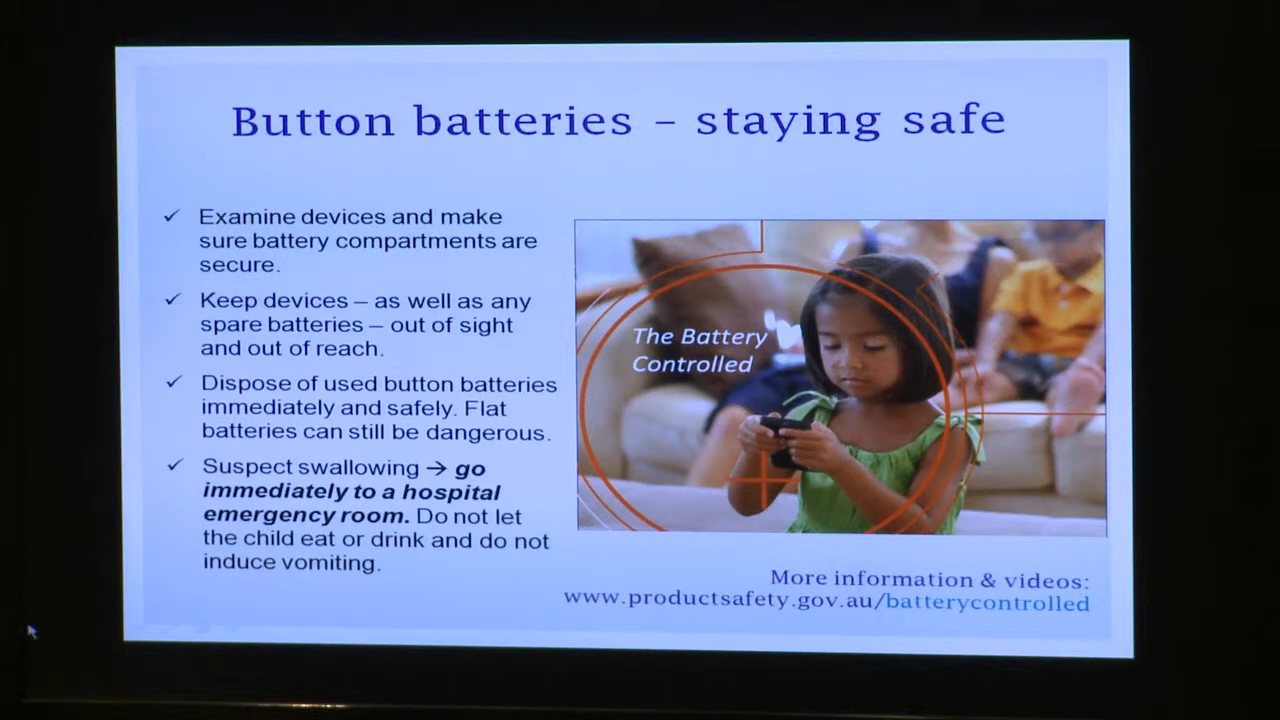 Button batteries – staying safe
✓ Examine devices and make
sure battery compartments are
secure.
✓ Keep devices – as well as any
spare batteries – out of sight
and out of reach.
✓ Dispose of used button batteries
immediately and safely. Flat
batteries can still be dangerous.
✓ Suspect swallowing → go
immediately to a hospital
emergency room. Do not let
the child eat or drink and do not
induce vomiting.
The Battery
Controlled
More information & videos:
www.productsafety.gov.au/batterycontrolled